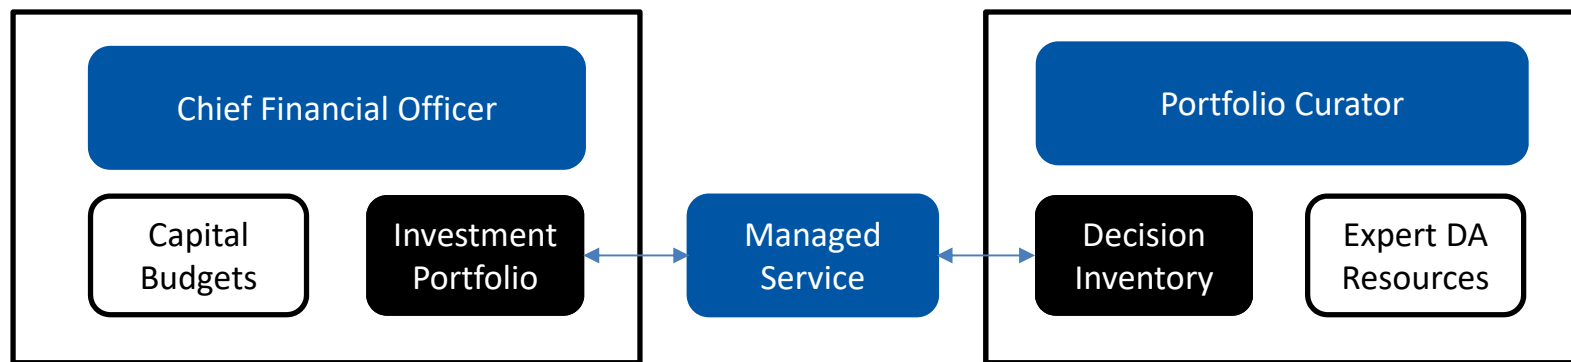 Chief Financial Officer
Capital
Budgets
Investment
Portfolio
Managed
Service
Portfolio Curator
Decision
Inventory
Expert DA
Resources